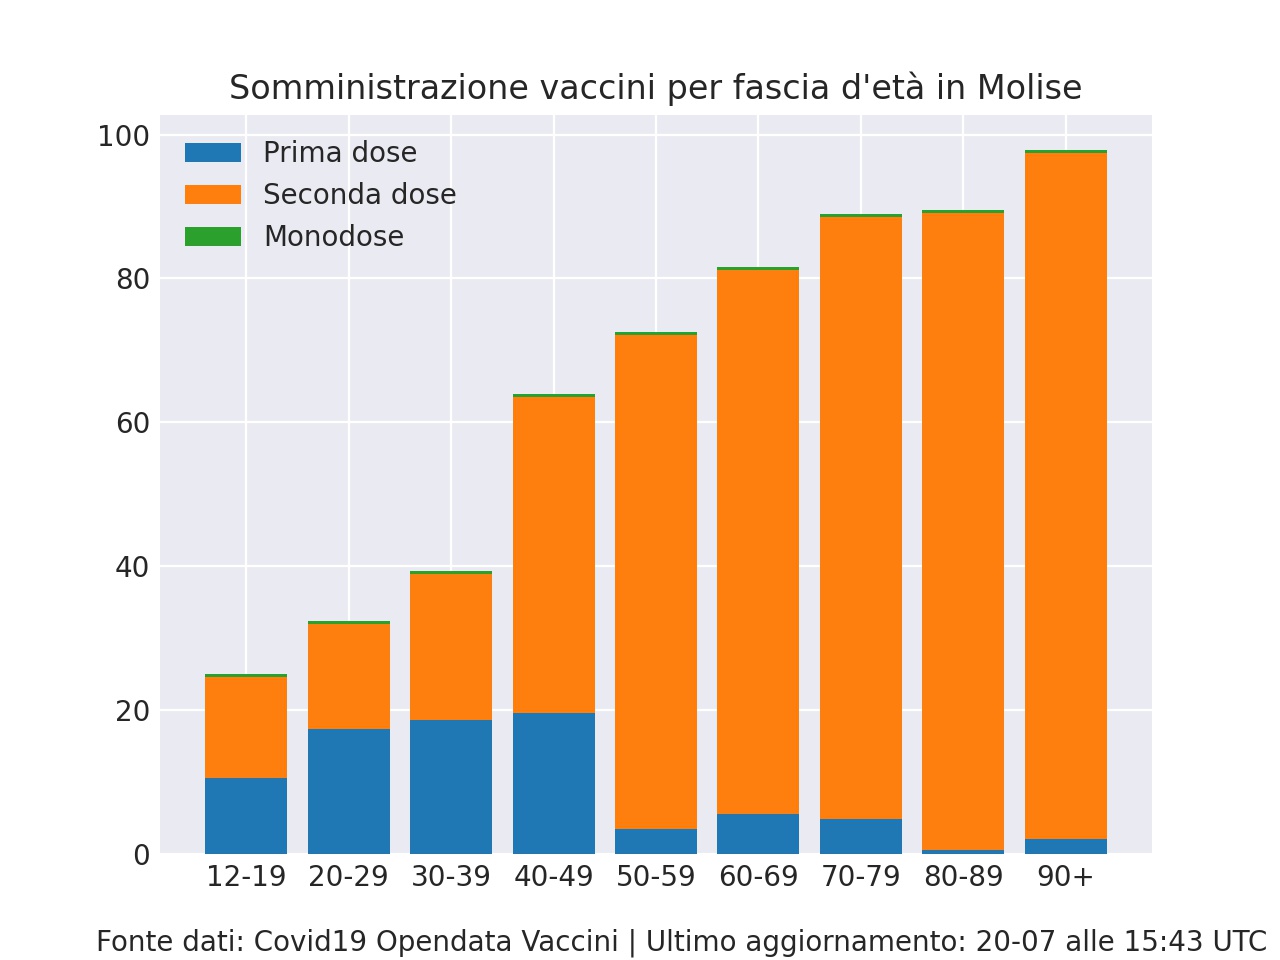 Somministrazione vaccini per fascia d'età in Molise
100
80
60
40
20
0
Prima dose
Seconda dose
Monodose
12-19 20-29 30-39 40-49 50-59 60-69 70-79 80-89 90+
Fonte dati: Covid19 Opendata Vaccini | Ultimo aggiornamento: 20-07 alle 15:43 UTC